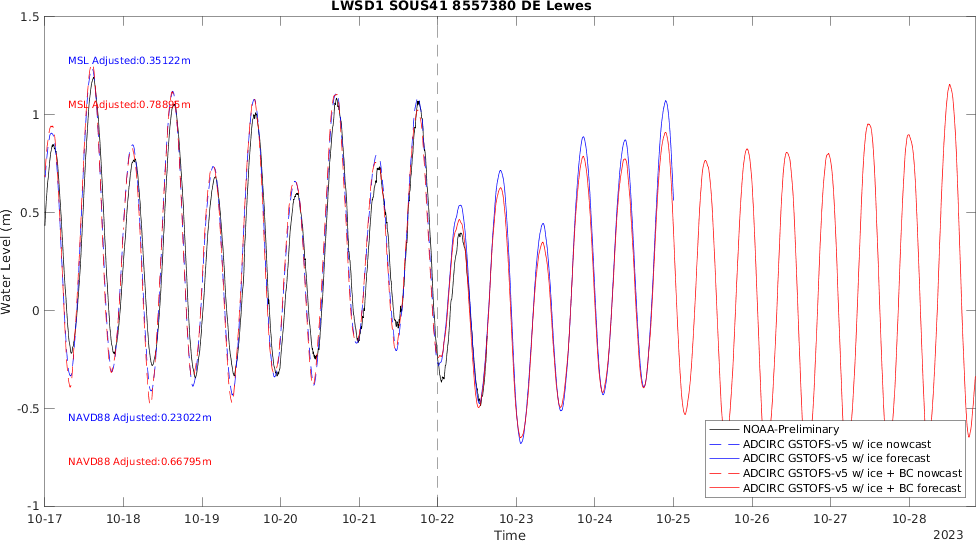 LWSD1 SOUS41 8557380 DE Lewes
1.5
1
0.5
0
-0.5
-1
Water Level (m)
MSL Adjusted:0.35122m
MSL Adjusted:0.78895m
NAVD88 Adjusted:0.23022m
NAVD88 Adjusted:0.66795m
NOAA-Preliminary
ADCIRC GSTOFS-v5 w/ ice nowcast
ADCIRC GSTOFS-v5 w/ ice forecast
ADCIRC GSTOFS-v5 w/ ice + BC nowcast
ADCIRC GSTOFS-v5 w/ ice + BC forecast
10-17 10-18 10-19 10-20 10-21 10-22 10-23 10-24 10-25 10-26 10-27 10-28
Time
2023